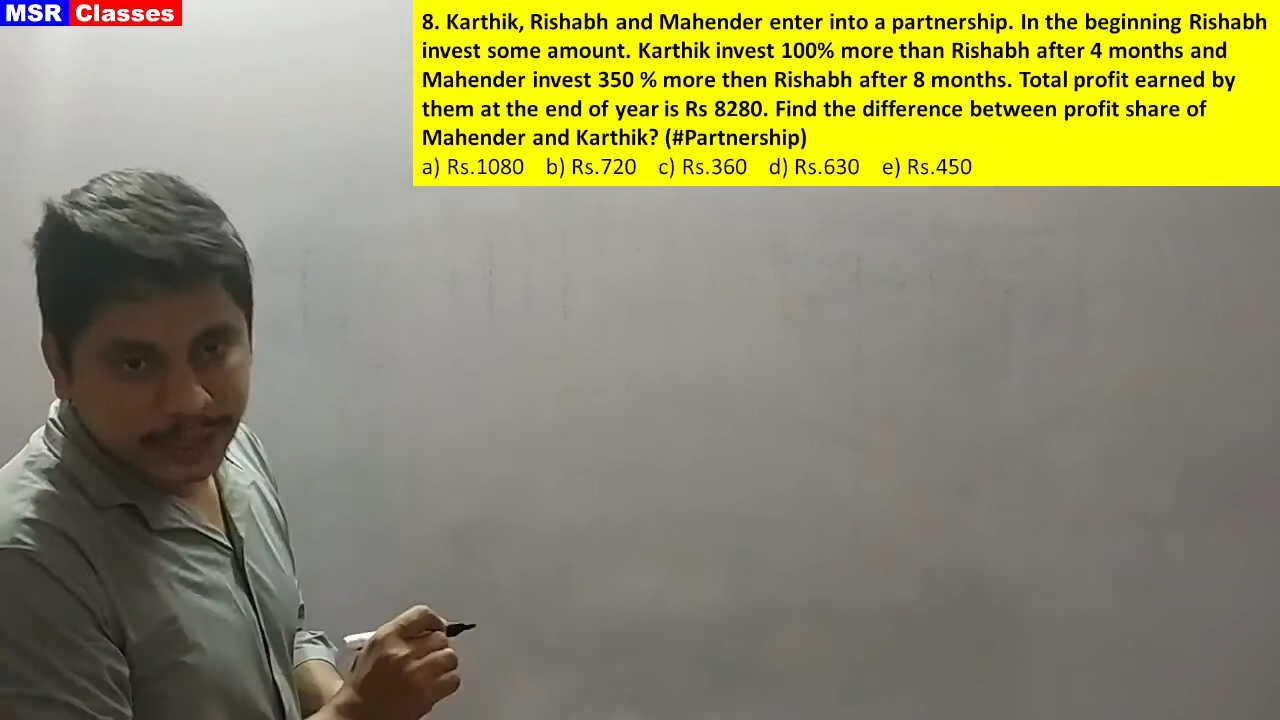 MSR Classes
8. Karthik, Rishabh and Mahender enter into a partnership. In the beginning Rishabh
invest some amount. Karthik invest 100% more than Rishabh after 4 months and
Mahender invest 350 % more then Rishabh after 8 months. Total profit earned by
them at the end of year is Rs 8280. Find the difference between profit share of
Mahender and Karthik? (#Partnership)
a) Rs.1080 b) Rs.720 c) Rs.360 d) Rs.630 e) Rs.450